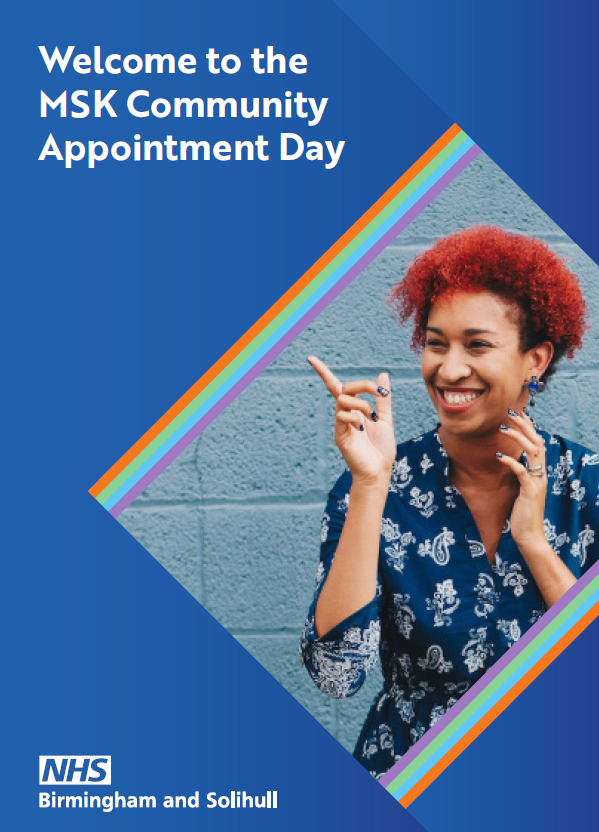 Welcome to the
MSK Community
Appointment Day
NHS
Birmingham and Solihull